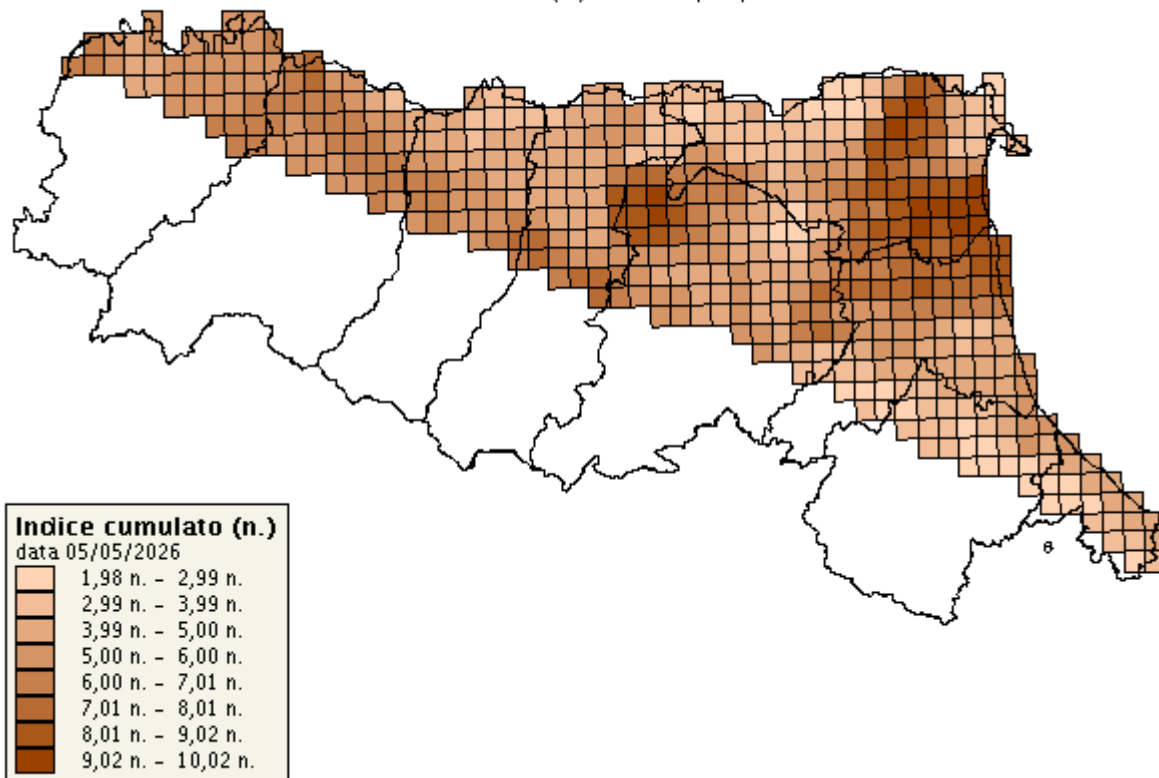 Indice cumulato (n.)
data 05/05/2026
1,98 n. - 2,99 n.
2,99 n. - 3,99 n.
3,99 n. - 5,00 n.
5,00 n. - 6,00 n.
6,00 n. - 7,01 n.
7,01 n. - 8,01 n.
8,01 n. - 9,02 n.
9,02 n. - 10,02 n.